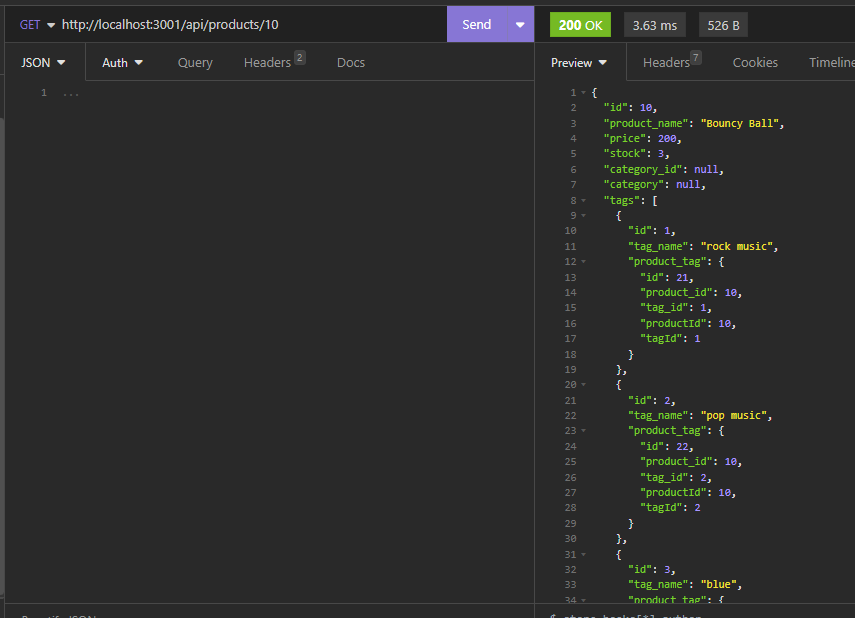 GET http://localhost:3001/api/products/10 Send 200 OK 3.63 ms 526 B
JSON Auth Query Headers 2 Docs Preview Headers 7 Cookies Timeline
1 ...
1 {
2 "id": 10,
3 "product_name": "Bouncy Ball",
4 "price": 200,
5 "stock": 3,
6 "category_id": null,
7 "category": null,
8 "tags": [
9 {
10 "id": 1,
11 "tag_name": "rock music",
12 "product_tag": {
13 "id": 21,
14 "product_id": 10,
15 "tag_id": 1,
16 "productId": 10,
17 "tagId": 1
18 }
19 },
20 {
21 "id": 2,
22 "tag_name": "pop music",
23 "product_tag": {
24 "id": 22,
25 "product_id": 10,
26 "tag_id": 2,
27 "productId": 10,
28 "tagId": 2
29 }
30 },
31 {
32 "id": 3,
33 "tag_name": "blue",
34 "product_tag": {